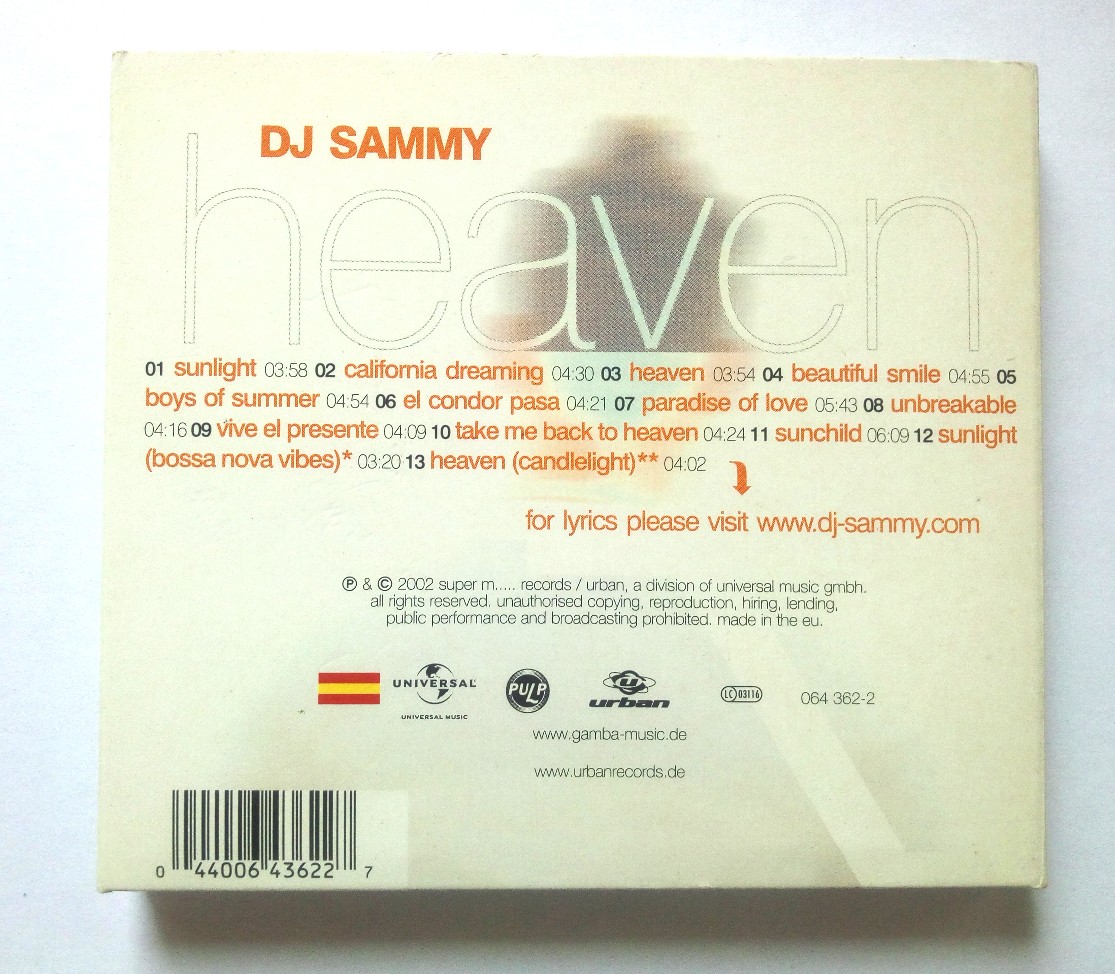 DJ SAMMY
heaven
01 sunlight 03:58 02 california dreaming 04:30 03 heaven 03:54 04 beautiful smile 04:55 05
boys of summer 04:54 06 el condor pasa 04:21 07 paradise of love 05:43 08 unbreakable
04:16 09 vive el presente 04:09 10 take me back to heaven 04:24 11 sunchild 06:09 12 sunlight
(bossa nova vibes)* 03:20 13 heaven (candlelight)** 04:02
for lyrics please visit www.dj-sammy.com
℗ & © 2002 super m..... records / urban, a division of universal music gmbh.
all rights reserved. unauthorised copying, reproduction, hiring, lending,
public performance and broadcasting prohibited. made in the eu.
UNIVERSAL
UNIVERSAL MUSIC
PULP
urban
LC 03116
064 362-2
www.gamba-music.de
www.urbanrecords.de
0 44006 43622 7